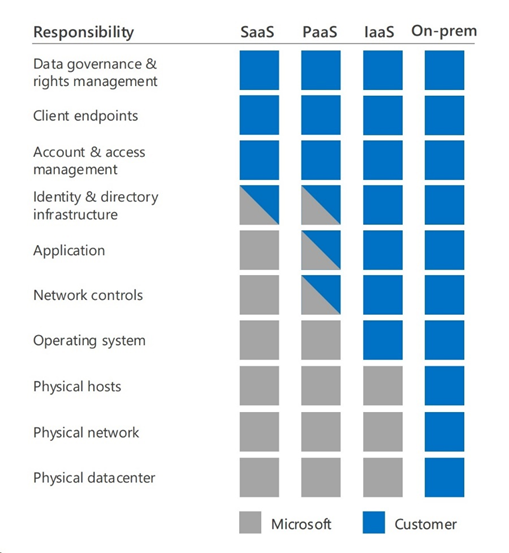 Responsibility SaaS PaaS IaaS On-prem
Data governance &
rights management
Client endpoints
Account & access
management
Identity & directory
infrastructure
Application
Network controls
Operating system
Physical hosts
Physical network
Physical datacenter
Microsoft Customer